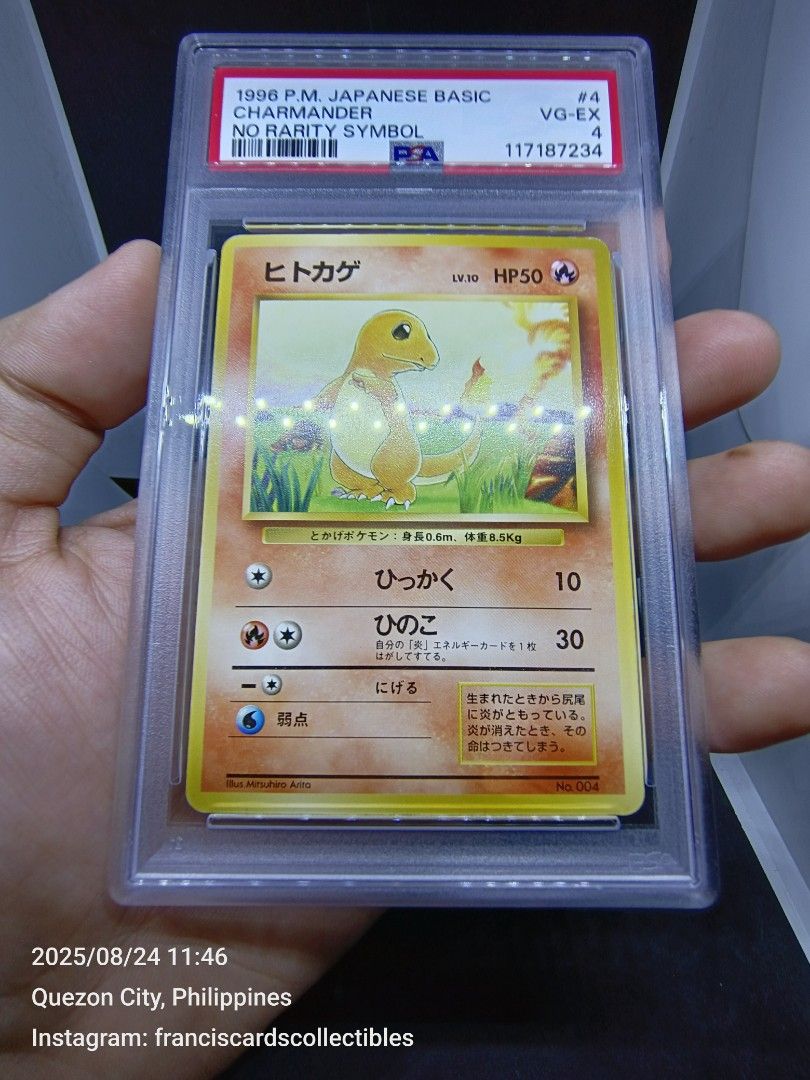 1996 P.M. JAPANESE BASIC #4
CHARMANDER VG-EX
NO RARITY SYMBOL 4
PSA 117187234
ヒトカゲ LV.10 HP50
とかげポケモン：身長0.6m、体重8.5Kg
ひっかく 10
ひのこ 30
自分の「炎」エネルギーカードを1枚
はがしてすてる。
にげる
弱点
生まれたときから尻尾
に炎がともっている。
炎が消えたとき、その
命はつきてしまう。
Illus.Mitsuhiro Arita No. 004
2025/08/24 11:46
Quezon City, Philippines
Instagram: franciscardscollectibles